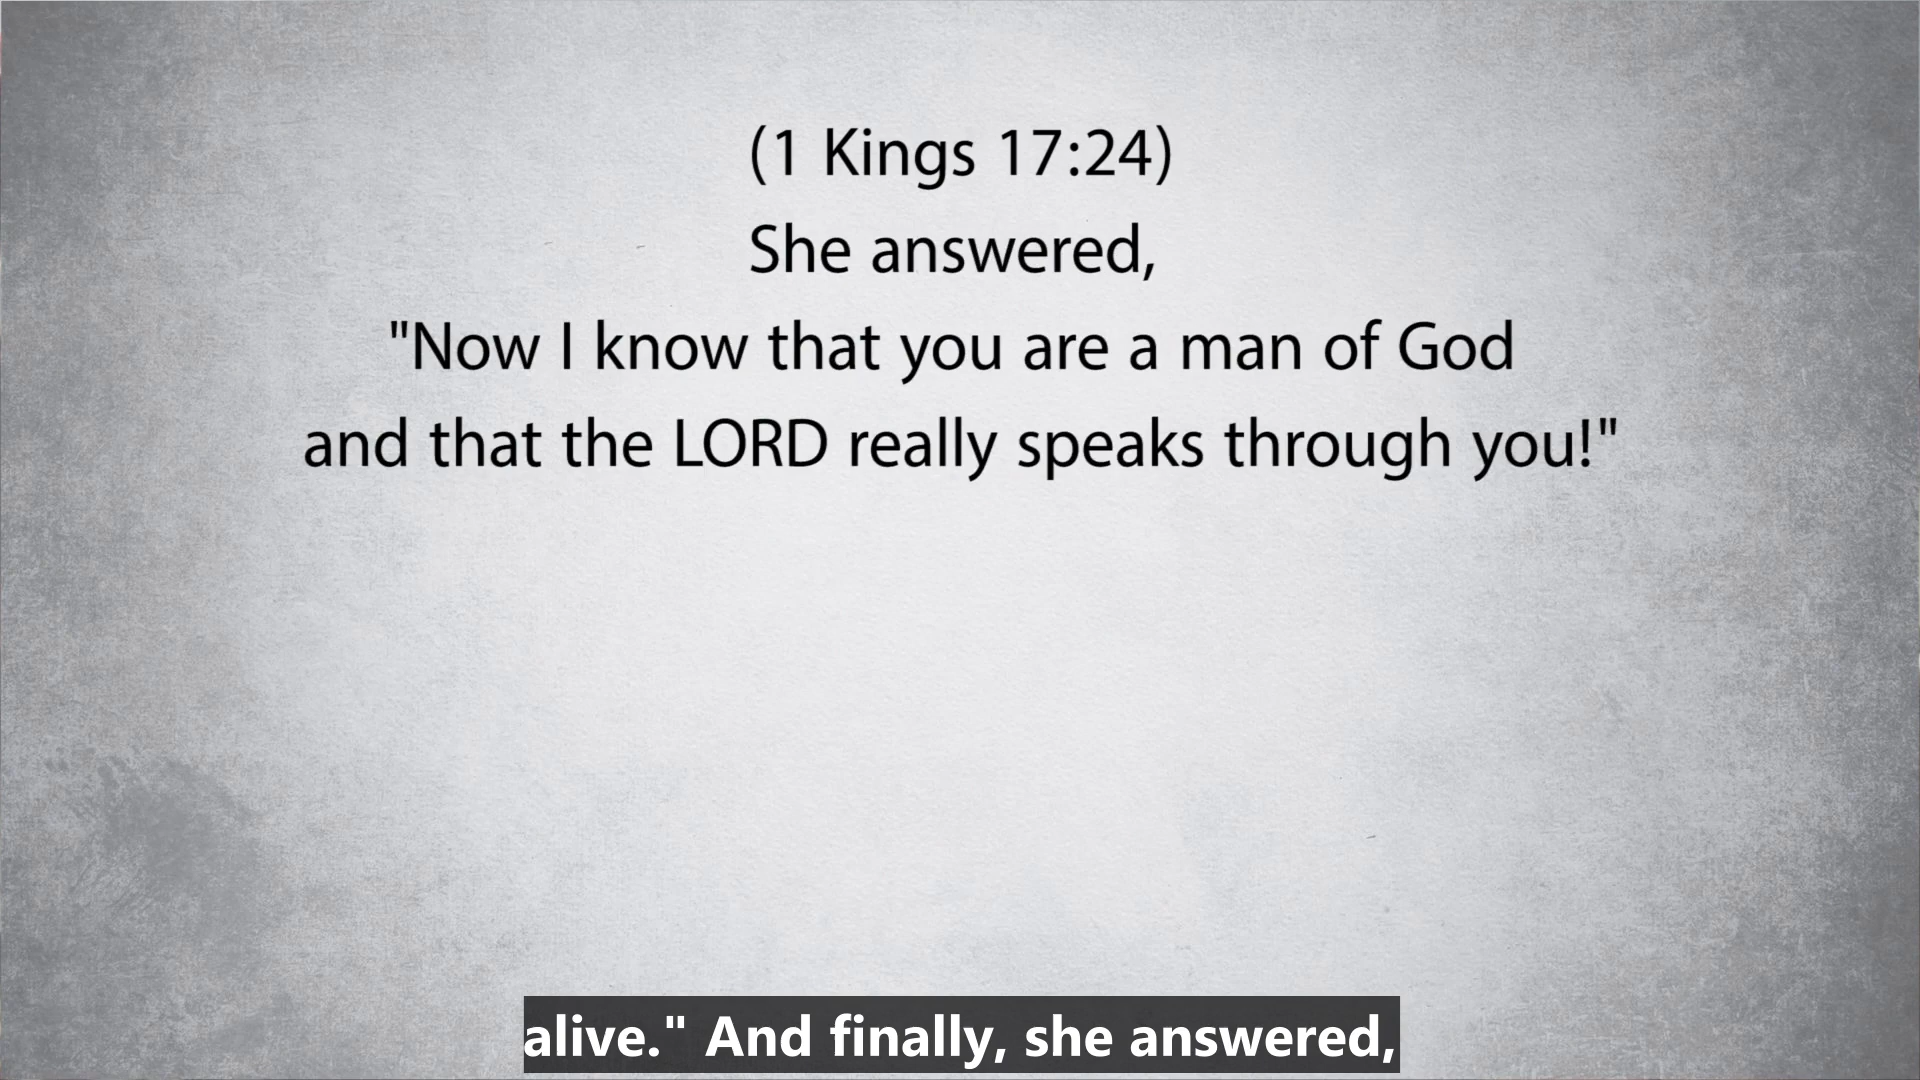 (1 Kings 17:24)
She answered,
"Now I know that you are a man of God
and that the LORD really speaks through you!"
alive." And finally, she answered,